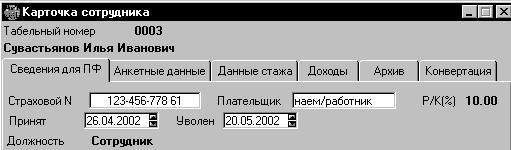 Карточка сотрудника
Табельный номер 0003
Сувастьянов Илья Иванович
Сведения для ПФ Анкетные данные Данные стажа Доходы Архив Конвертация
Страховой N 123-456-778 61 Плательщик наем/работник Р/К(%) 10.00
Принят 26.04.2002 Уволен 20.05.2002
Должность Сотрудник